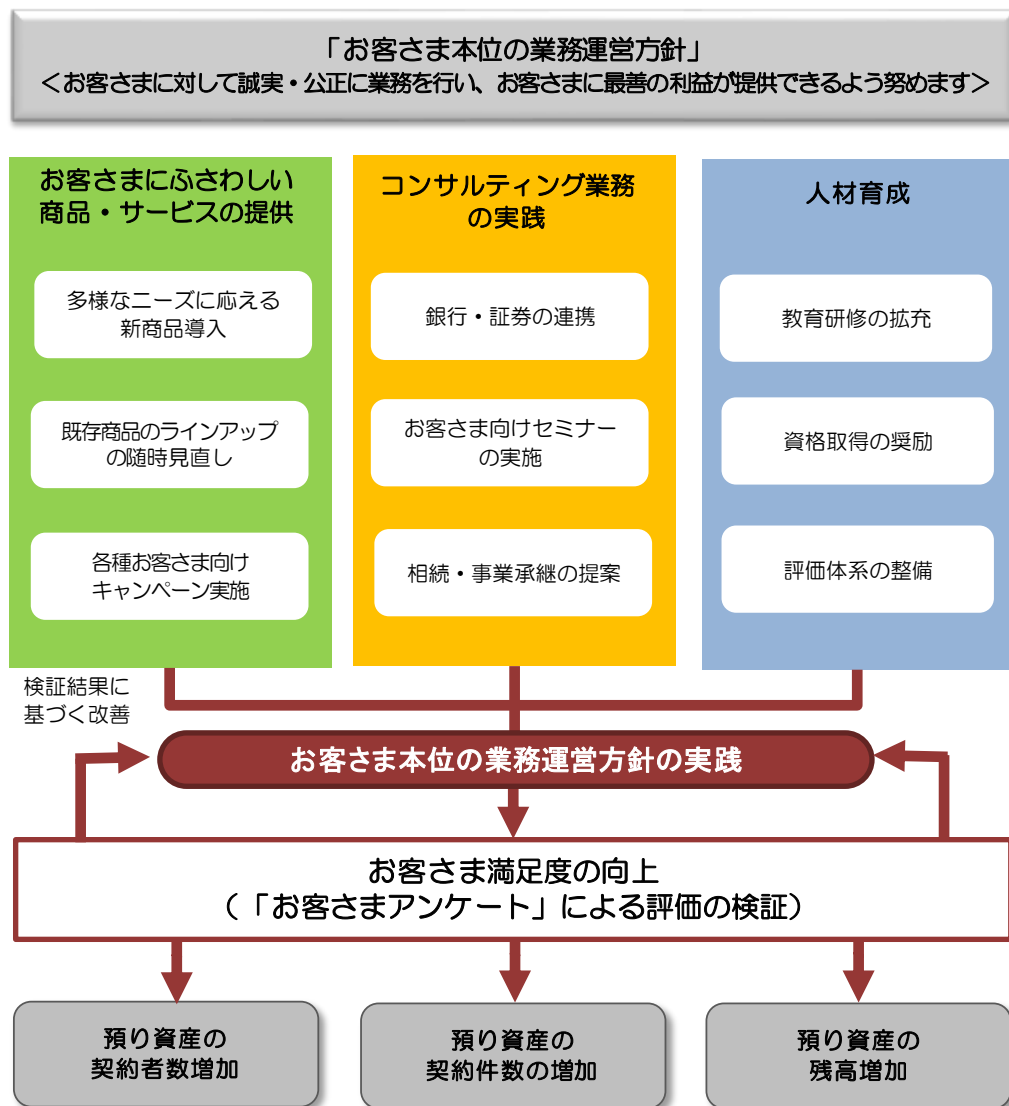 「お客さま本位の業務運営方針」
＜お客さまに対して誠実・公正に業務を行い、お客さまに最善の利益が提供できるよう努めます＞
お客さまにふさわしい
商品・サービスの提供
多様なニーズに応える
新商品導入
既存商品のラインアップ
の随時見直し
各種お客さま向け
キャンペーン実施
コンサルティング業務
の実践
銀行・証券の連携
お客さま向けセミナー
の実施
相続・事業承継の提案
人材育成
教育研修の拡充
資格取得の奨励
評価体系の整備
検証結果に
基づく改善
お客さま本位の業務運営方針の実践
お客さま満足度の向上
（「お客さまアンケート」による評価の検証）
預り資産の
契約者数増加
預り資産の
契約件数の増加
預り資産の
残高増加